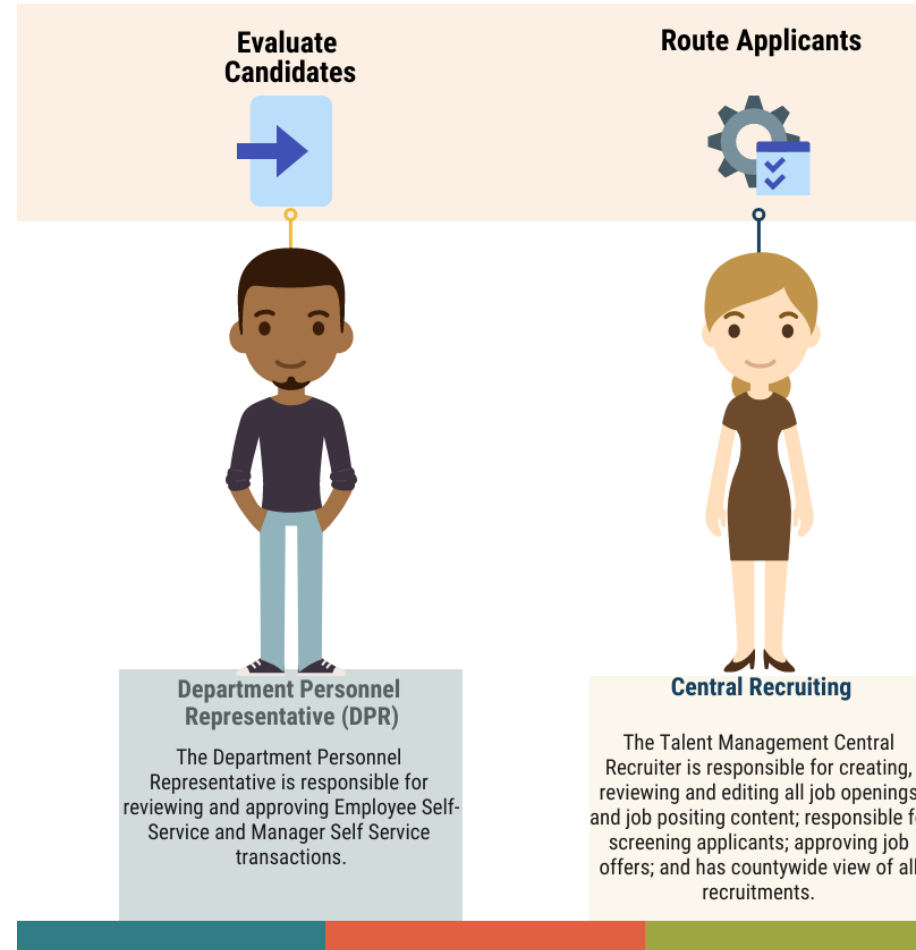 Evaluate
Candidates
Route Applicants
Department Personnel
Representative (DPR)
The Department Personnel
Representative is responsible for
reviewing and approving Employee Self-
Service and Manager Self Service
transactions.
Central Recruiting
The Talent Management Central
Recruiter is responsible for creating,
reviewing and editing all job openings
and job positing content; responsible
screening applicants; approving job
offers; and has countywide view of all
recruitments.